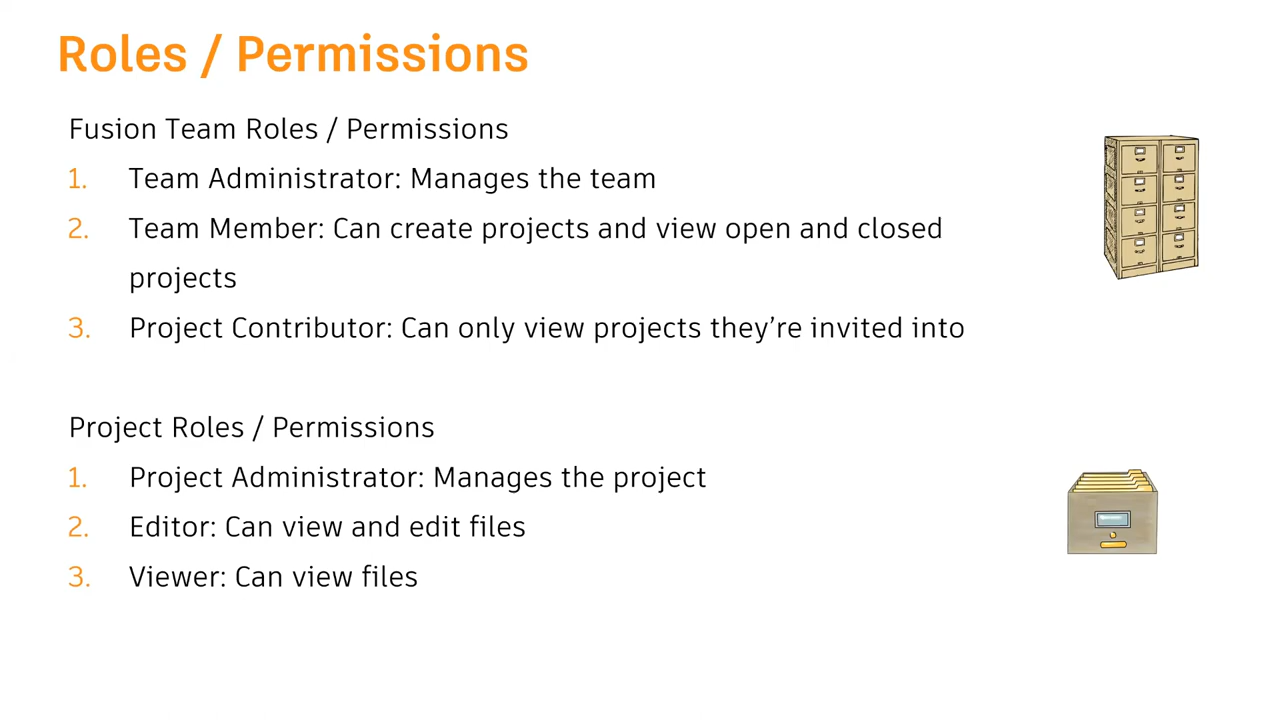 Roles / Permissions
Fusion Team Roles / Permissions
1. Team Administrator: Manages the team
2. Team Member: Can create projects and view open and closed
projects
3. Project Contributor: Can only view projects they’re invited into
Project Roles / Permissions
1. Project Administrator: Manages the project
2. Editor: Can view and edit files
3. Viewer: Can view files